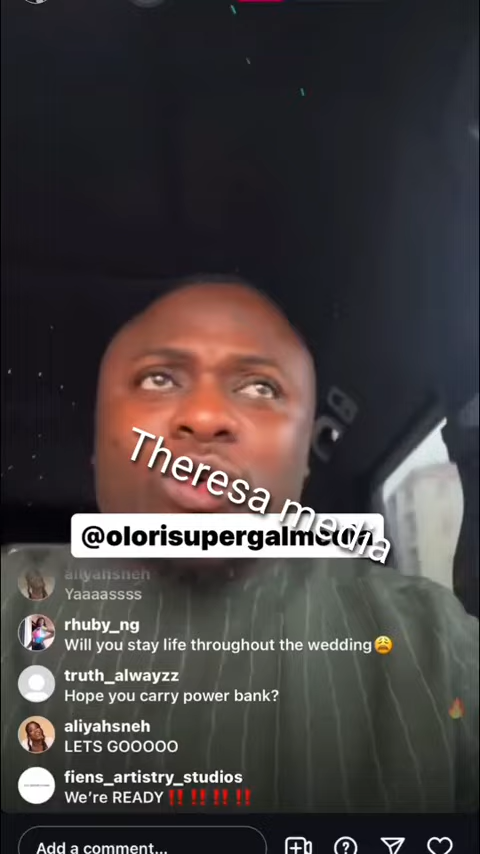 Theresa media
@olorisupergalm
aliyahsneh
Yaaaassss
rhuby_ng
Will you stay life throughout the wedding😩
truth_alwayzz
Hope you carry power bank?
aliyahsneh
LETS GOOOOO
fiens_artistry_studios
We're READY‼️‼️‼️‼️
Add a comment...